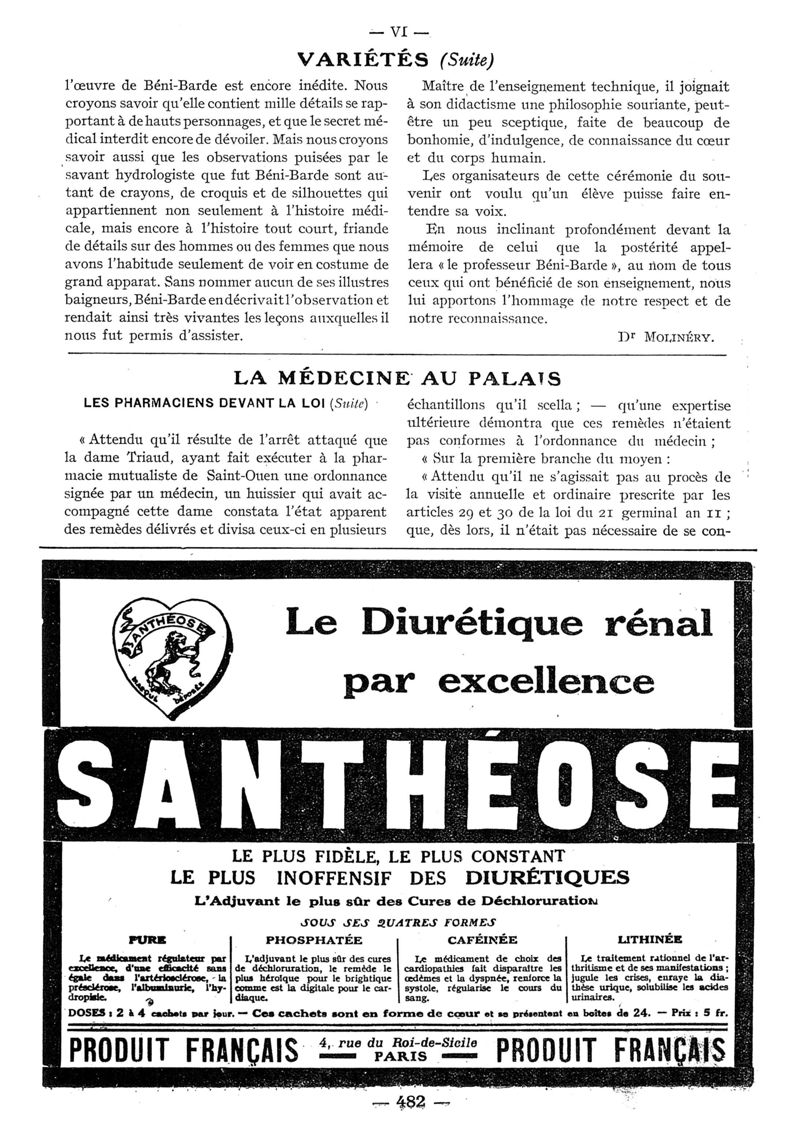 — VI —
VARIÉTÉS (Suite)
l'œuvre de Béni-Barde est encore inédite. Nous
croyons savoir qu'elle contient mille détails se rap-
portant à de hauts personnages, et que le secret mé-
dical interdit encore de dévoiler. Mais nous croyons
savoir aussi que les observations puisées par le
savant hydrologiste que fut Béni-Barde sont au-
tant de crayons, de croquis et de silhouettes qui
appartiennent non seulement à l'histoire médi-
cale, mais encore à l'histoire tout court, friande
de détails sur des hommes ou des femmes que nous
avons l'habitude seulement de voir en costume de
grand apparat. Sans nommer aucun de ses illustres
baigneurs, Béni-Barde en décrivait l'observation et
rendait ainsi très vivantes les leçons auxquelles il
nous fut permis d'assister.
Maître de l'enseignement technique, il joignait
à son didactisme une philosophie souriante, peut-
être un peu sceptique, faite de beaucoup de
bonhomie, d'indulgence, de connaissance du cœur
et du corps humain.
Les organisateurs de cette cérémonie du sou-
venir ont voulu qu'un élève puisse faire en-
tendre sa voix.
En nous inclinant profondément devant la
mémoire de celui que la postérité appel-
lera « le professeur Béni-Barde », au nom de tous
ceux qui ont bénéficié de son enseignement, nous
lui apportons l'hommage de notre respect et de
notre reconnaissance.
Dr MOLINÉRY.
LA MÉDECINE AU PALAIS
LES PHARMACIENS DEVANT LA LOI (Suite)
« Attendu qu'il résulte de l'arrêt attaqué que
la dame Triaud, ayant fait exécuter à la phar-
macie mutualiste de Saint-Ouen une ordonnance
signée par un médecin, un huissier qui avait ac-
compagné cette dame constata l'état apparent
des remèdes délivrés et divisa ceux-ci en plusieurs
échantillons qu'il scella ; — qu'une expertise
ultérieure démontra que ces remèdes n'étaient
pas conformes à l'ordonnance du médecin ;
« Sur la première branche du moyen :
« Attendu qu'il ne s'agissait pas au procès de
la visite annuelle et ordinaire prescrite par les
articles 29 et 30 de la loi du 21 germinal an 11 ;
que, dès lors, il n'était pas nécessaire de se con-
SANTHÉOSE
MARQUE DÉPOSÉE
Le Diurétique rénal
par excellence
SANTHÉOSE
LE PLUS FIDÈLE, LE PLUS CONSTANT
LE PLUS INOFFENSIF DES DIURÉTIQUES
L'Adjuvant le plus sûr des Cures de Déchloruration
SOUS SES QUATRES FORMES
PURE
Le médicament régulateur par
excellence, d'une efficacité sans
égale dans l'artériosclérose, la
présclérose, l'albuminurie, l'hy-
dropisie.
PHOSPHATÉE
L'adjuvant le plus sûr des cures
de déchloruration, le remède le
plus héroïque pour le brightique
comme est la digitale pour le car-
diaque.
CAFÉINÉE
Le médicament de choix des
cardiopathies fait disparaître les
œdèmes et la dyspnée, renforce la
systole, régularise le cours du
sang.
LITHINÉE
Le traitement rationnel de l'ar-
thritisme et de ses manifestations ;
jugule les crises, enraye la dia-
thèse urique, solubilise les acides
urinaires.
DOSES : 2 à 4 cachets par jour. — Ces cachets sont en forme de cœur et se présentent en boîtes de 24. — Prix : 5 fr.
PRODUIT FRANÇAIS — 4, rue du Roi-de-Sicile — PARIS — PRODUIT FRANÇAIS
— 482 —